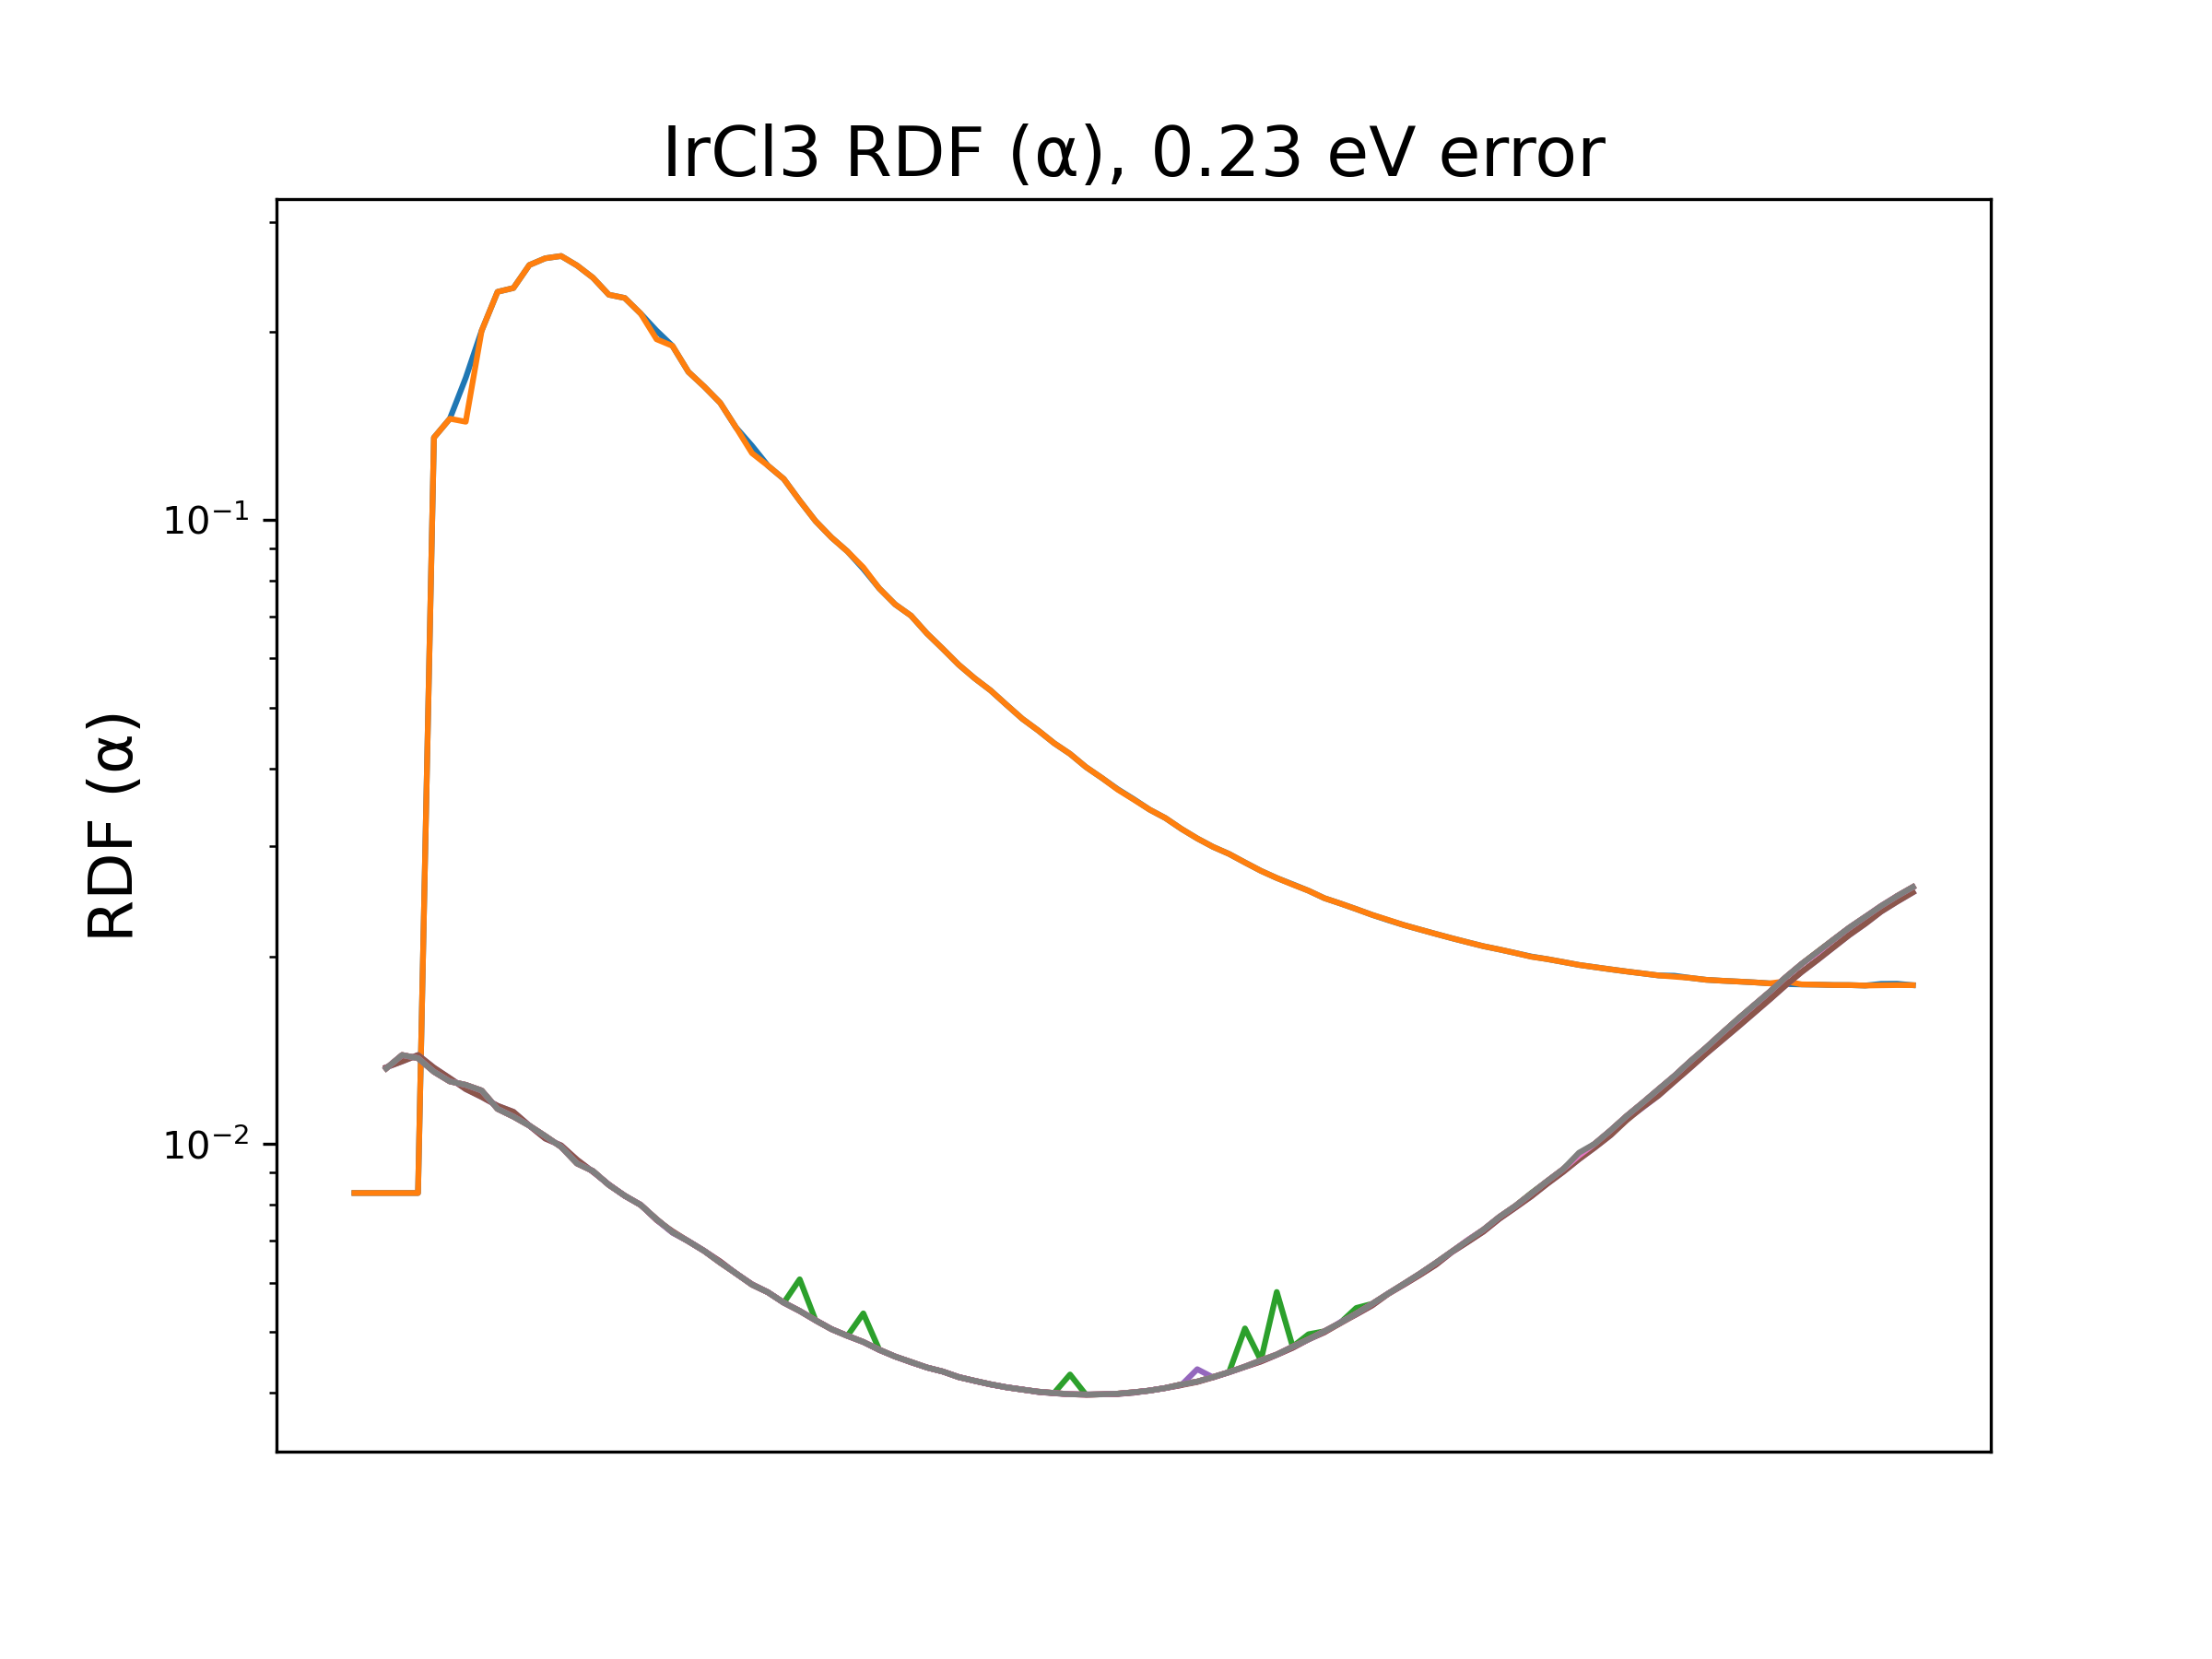 IrCl3 RDF (α), 0.23 eV error
10⁻¹
RDF (α)
10⁻²